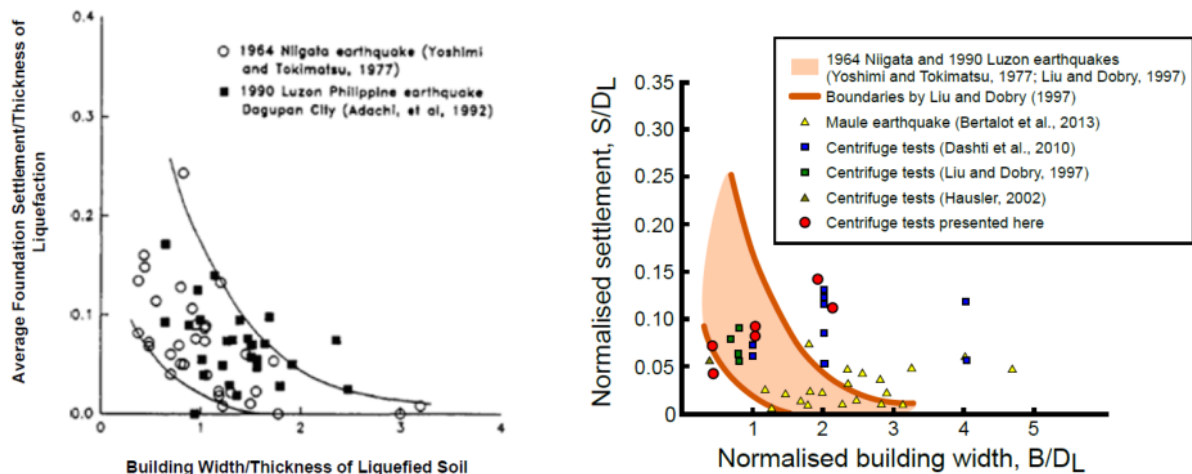 0.4
0.3
0.2
0.1
0.0
0
1
2
3
4
Average Foundation Settlement/Thickness of
Liquefaction
1964 Niigata earthquake (Yoshimi
and Tokimatsu, 1977)
1990 Luzon Philippine earthquake
Dagupan City (Adachi, et al, 1992)
Building Width/Thickness of Liquefied Soil
1964 Niigata and 1990 Luzon earthquakes
(Yoshimi and Tokimatsu, 1977; Liu and Dobry, 1997)
Boundaries by Liu and Dobry (1997)
Maule earthquake (Bertalot et al., 2013)
Centrifuge tests (Dashti et al., 2010)
Centrifuge tests (Liu and Dobry, 1997)
Centrifuge tests (Hausler, 2002)
Centrifuge tests presented here
Normalised settlement, S/DL
0.35
0.30
0.25
0.20
0.15
0.10
0.05
0
1
2
3
4
5
Normalised building width, B/DL